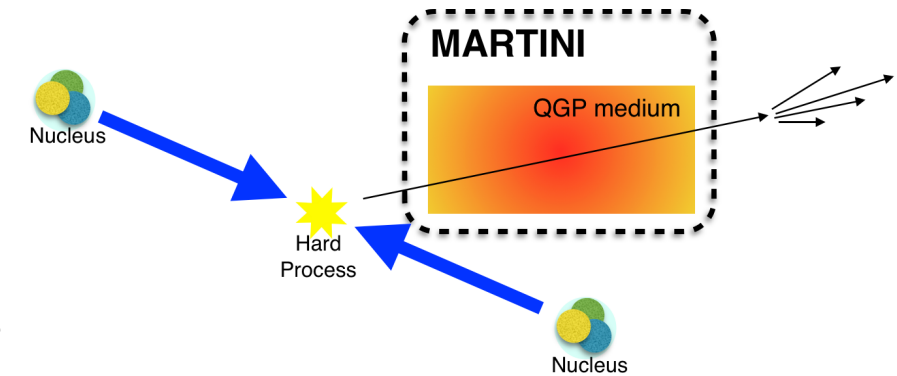 MARTINI
QGP medium
Nucleus
Hard
Process
Nucleus